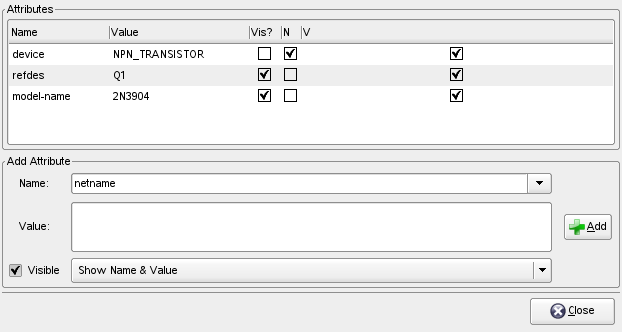 Attributes
Name Value Vis? N V
device NPN_TRANSISTOR
refdes Q1
model-name 2N3904
Add Attribute
Name: netname
Value:
Add
Visible Show Name & Value
Close